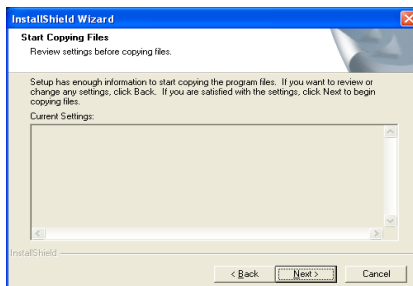 InstallShield Wizard
Start Copying Files
Review settings before copying files.
Setup has enough information to start copying the program files. If you want to review or
change any settings, click Back. If you are satisfied with the settings, click Next to begin
copying files.
Current Settings:
InstallShield
< Back
Next >
Cancel